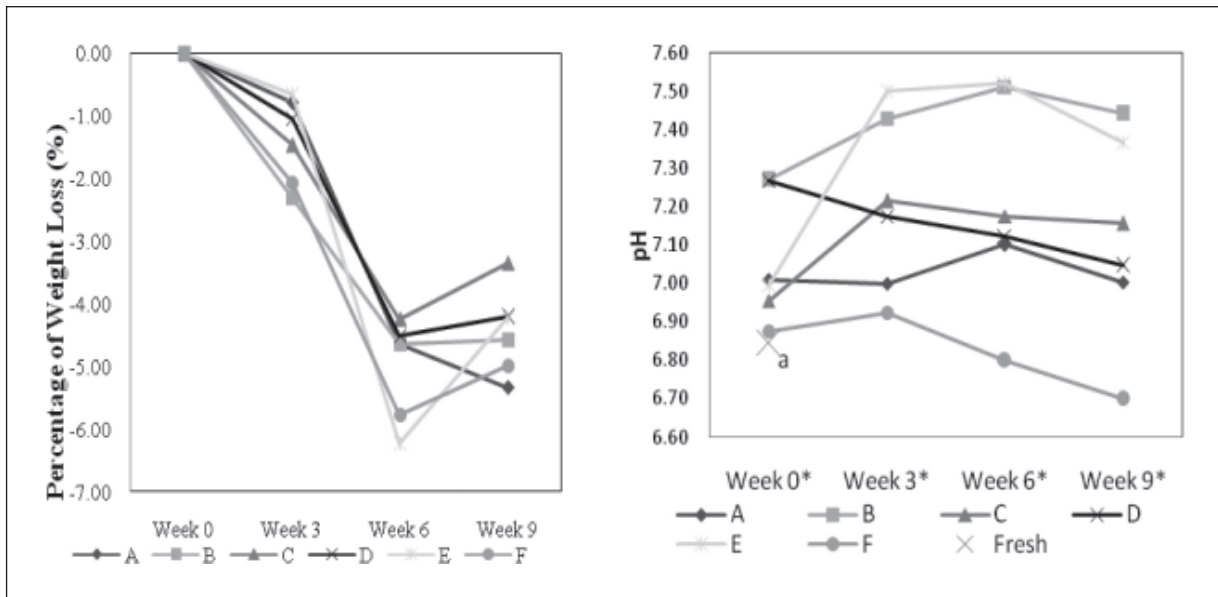 Percentage of Weight Loss (%)
0.00
-1.00
-2.00
-3.00
-4.00
-5.00
-6.00
-7.00
Week 0 Week 3 Week 6 Week 9
A B C D E F
pH
7.60
7.50
7.40
7.30
7.20
7.10
7.00
6.90
6.80
6.70
6.60
a
Week 0* Week 3* Week 6* Week 9*
A B C D
E F Fresh